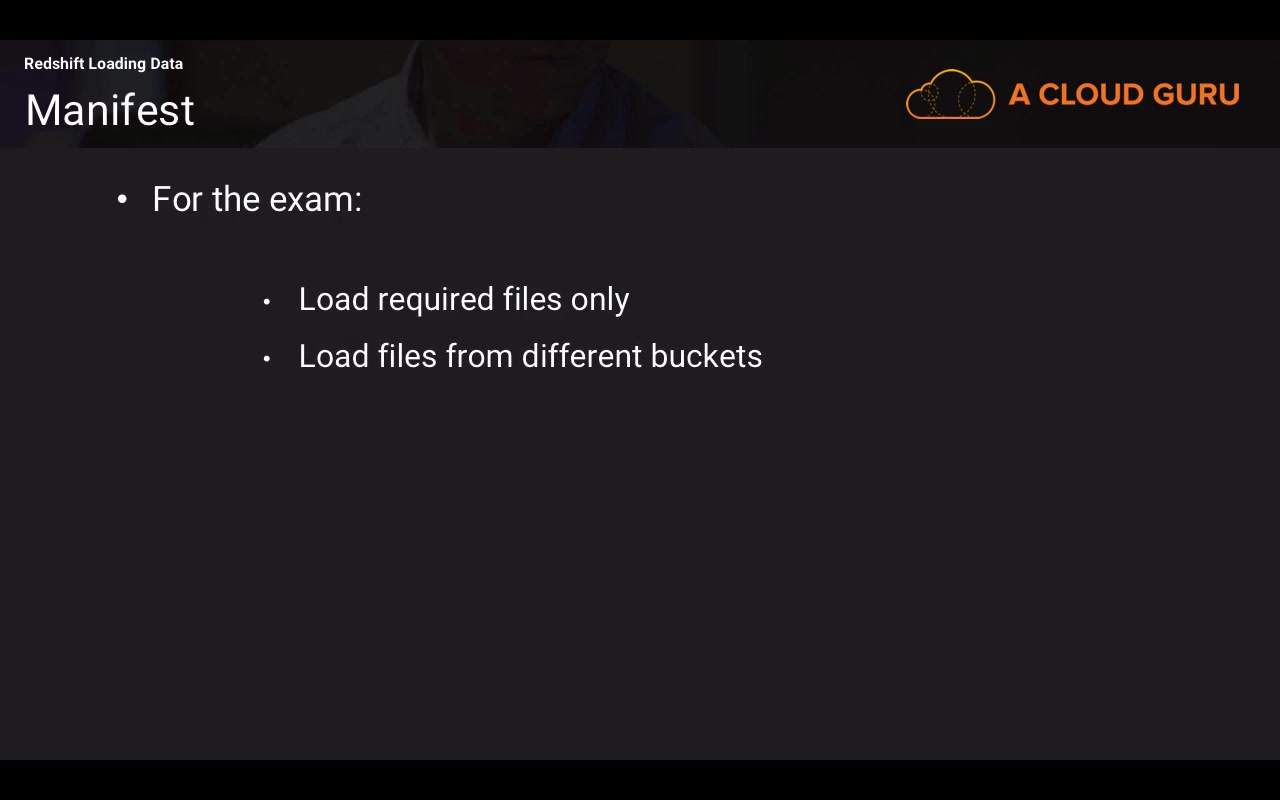 Redshift Loading Data
Manifest
A CLOUD GURU
• For the exam:
• Load required files only
• Load files from different buckets